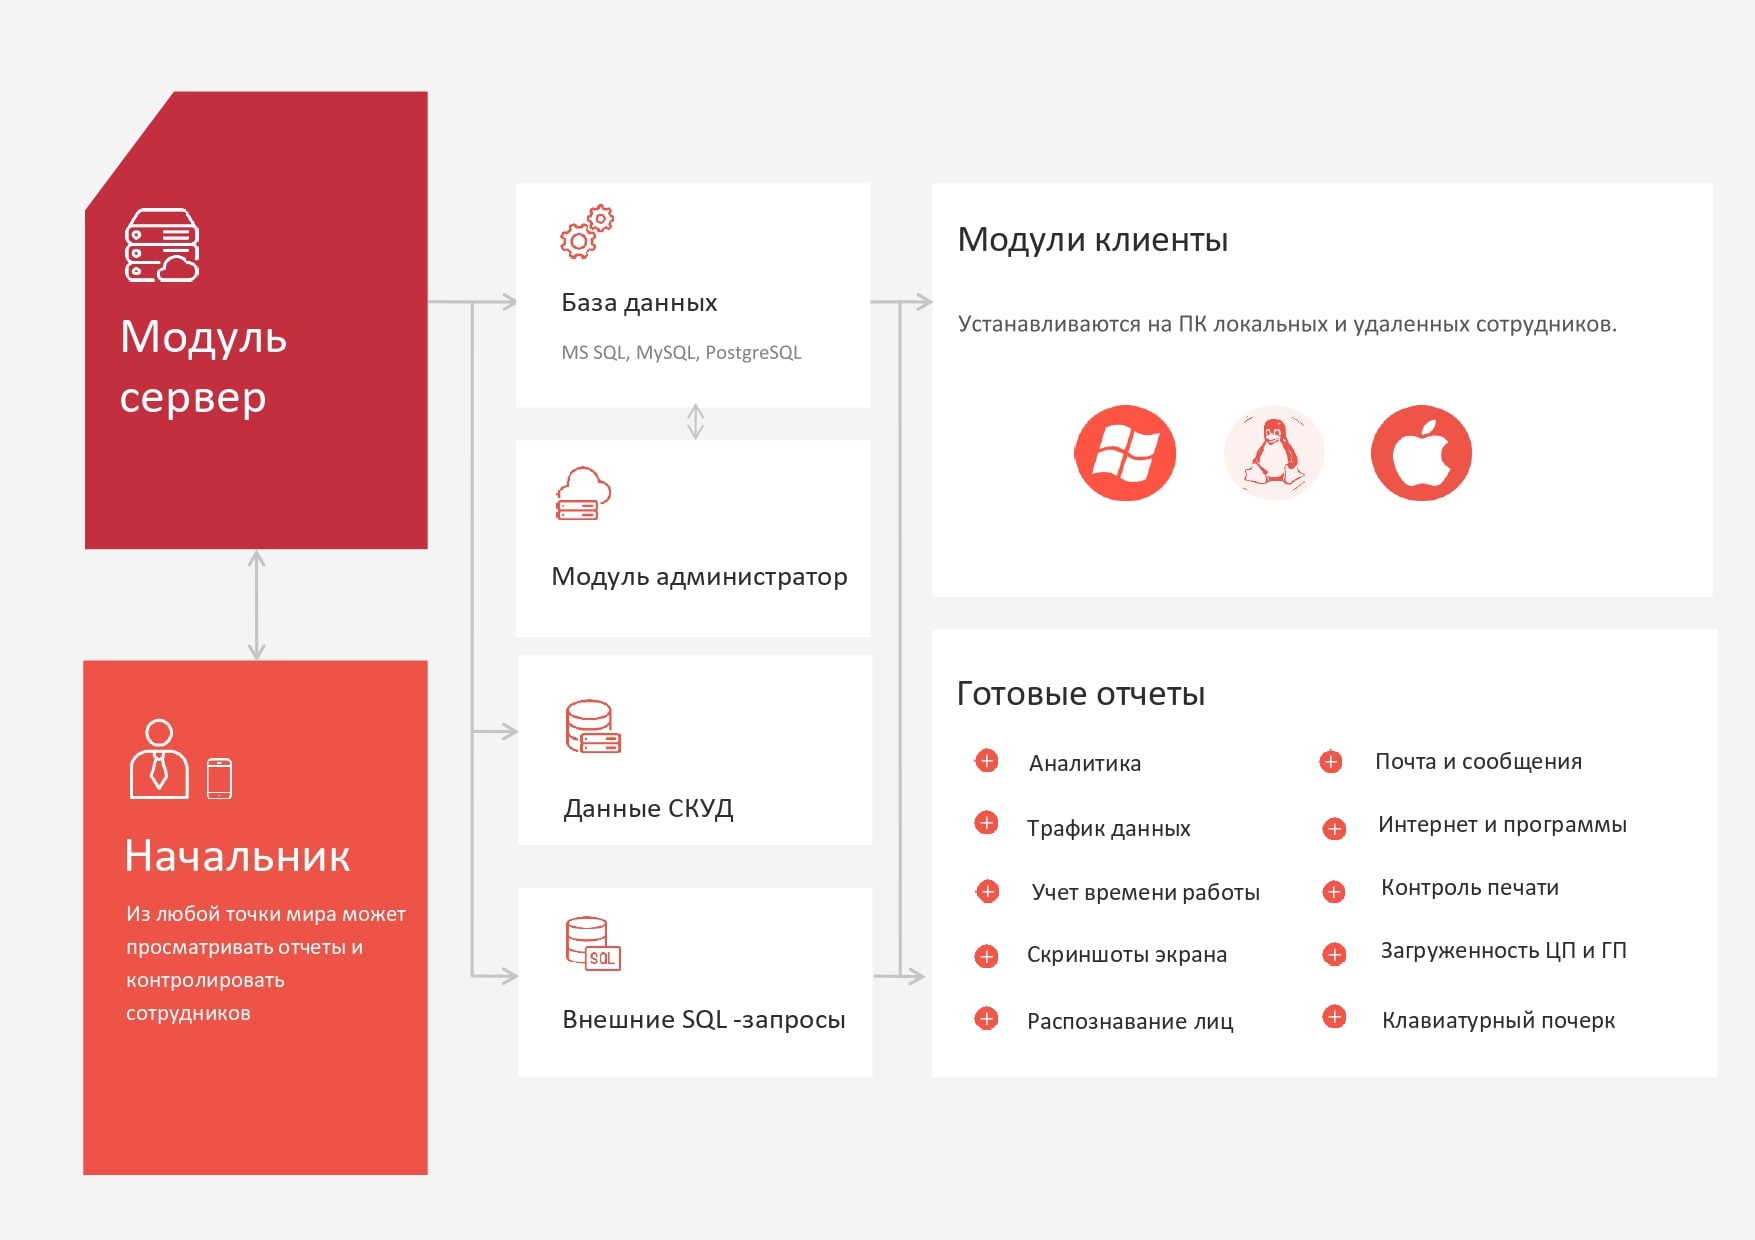 Модуль
сервер
Начальник
Из любой точки мира может
просматривать отчеты и
контролировать
сотрудников
База данных
MS SQL, MySQL, PostgreSQL
Модуль администратор
Данные СКУД
SQL
Внешние SQL -запросы
Модули клиенты
Устанавливаются на ПК локальных и удаленных сотрудников.
Готовые отчеты
Аналитика
Трафик данных
Учет времени работы
Скриншоты экрана
Распознавание лиц
Почта и сообщения
Интернет и программы
Контроль печати
Загруженность ЦП и ГП
Клавиатурный почерк